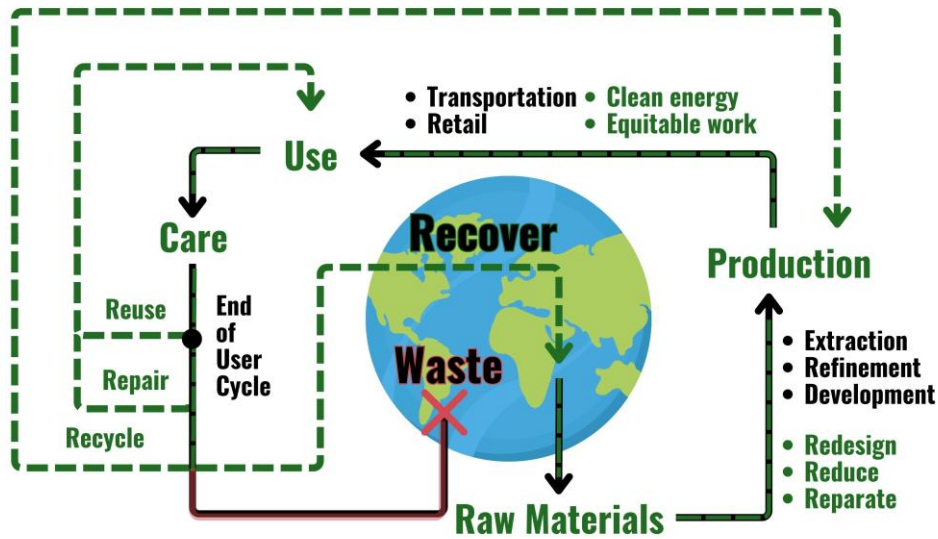 Transportation
Retail
Clean energy
Equitable work
Use
Care
Recover
Production
Reuse
End
of
User
Cycle
Repair
Waste
Extraction
Refinement
Development
Recycle
Redesign
Reduce
Reparate
Raw Materials